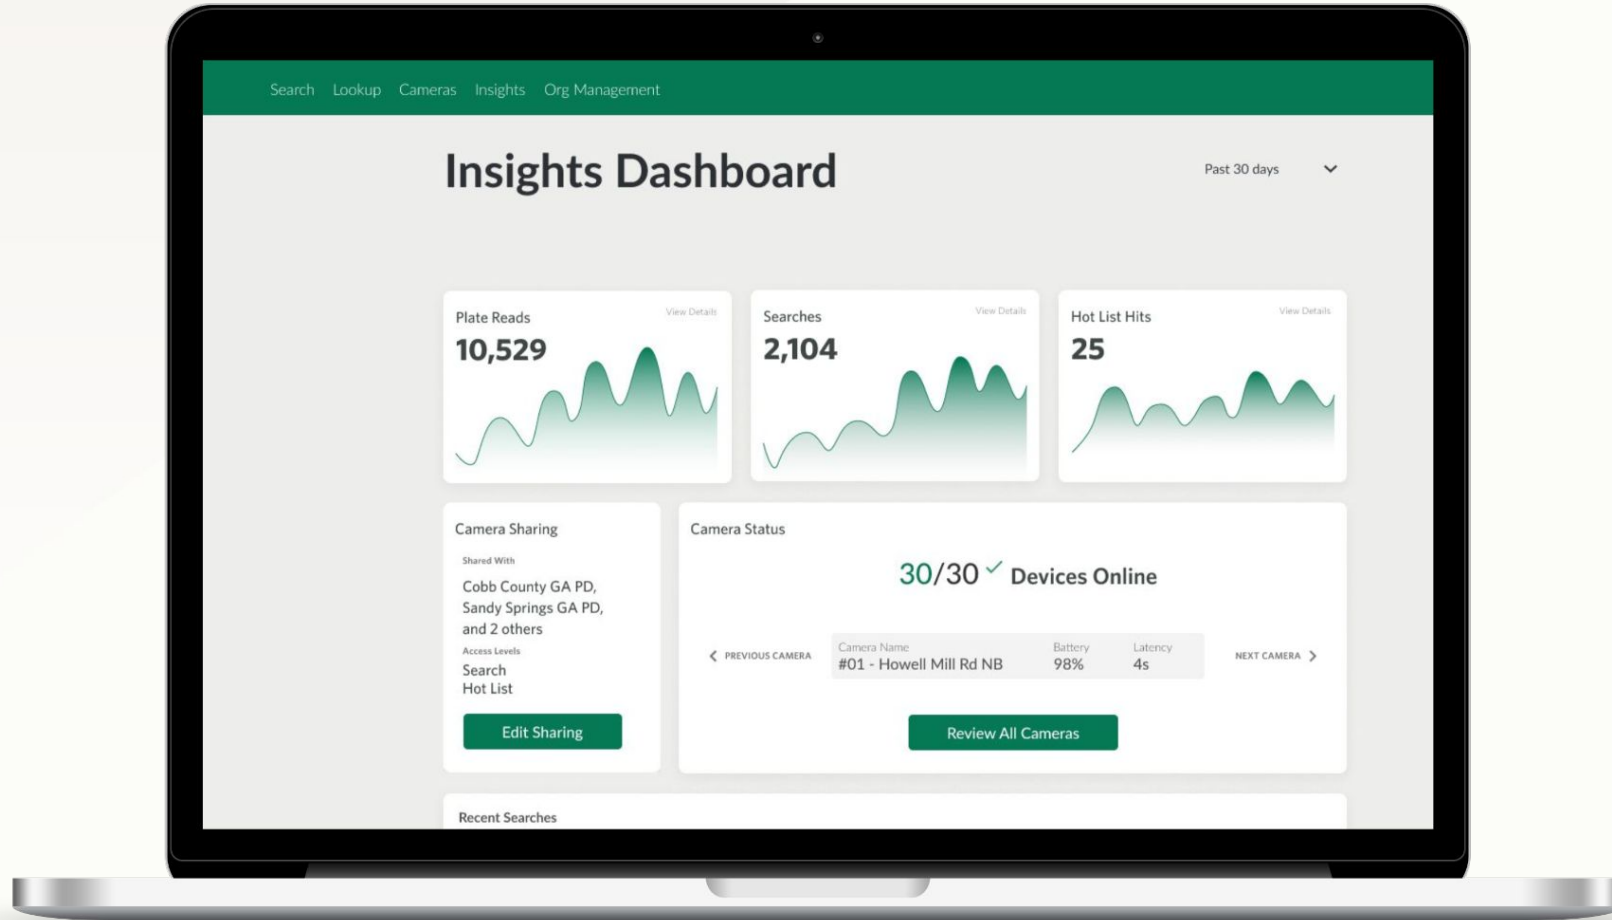 Search Lookup Cameras Insights Org Management
Insights Dashboard
Past 30 days
Plate Reads
View Details
10,529
Searches
View Details
2,104
Hot List Hits
View Details
25
Camera Sharing
Shared With
Cobb County GA PD,
Sandy Springs GA PD,
and 2 others
Access Levels
Search
Hot List
Edit Sharing
Camera Status
30/30 Devices Online
PREVIOUS CAMERA
Camera Name
#01 - Howell Mill Rd NB
Battery
98%
Latency
4s
NEXT CAMERA
Review All Cameras
Recent Searches